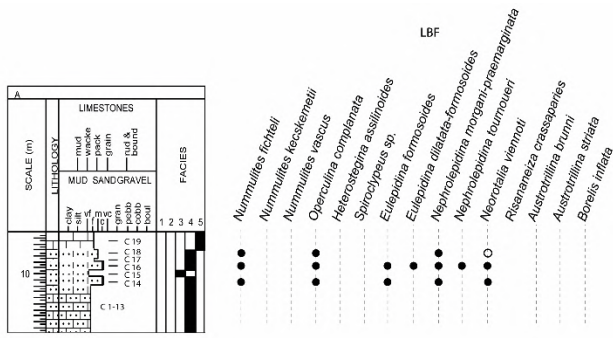 LBF
A
SCALE (m)
LITHOLOGY
LIMESTONES
mud
wacke
pack
grain
rud &
bound
MUD SANDGRAVEL
clay
silt
vf
f
m
c
vc
gran
pebb
cobb
boul
FACIES
1 2 3 4 5
Nummulites fichteli
Nummulites kecskemetii
Nummulites vascus
Operculina complanata
Heterostegina assilinoides
Spiroclypeus sp.
Eulepidina formosoides
Eulepidina dilatata-formosoides
Nephrolepidina morgani-praemarginata
Nephrolepidina tournoueri
Neorotalia viennoti
Risananeiza crassaparies
Austrotrillina brunni
Austrotrillina striata
Borelis inflata
C 19
C 18
C 17
10
C 16
C 15
C 14
C 1-13